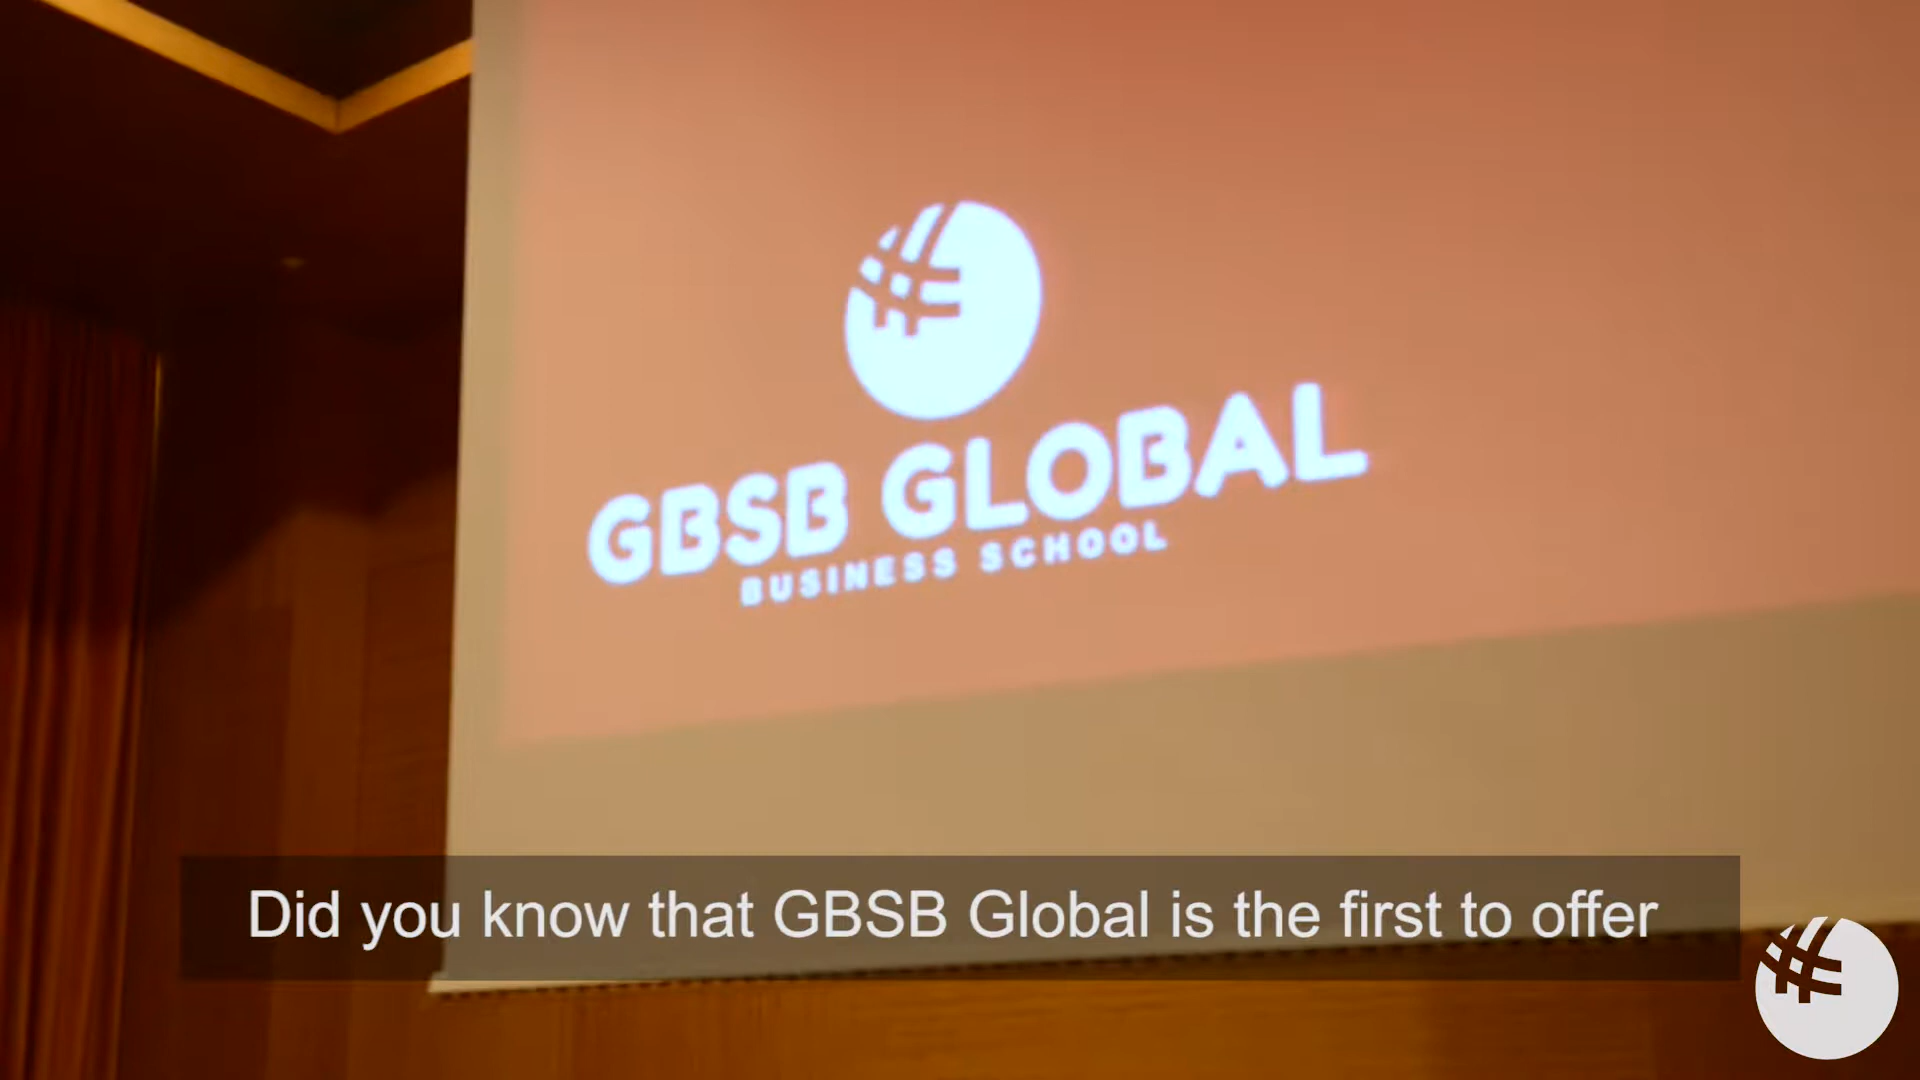 GBSB GLOBAL
BUSINESS SCHOOL
Did you know that GBSB Global is the first to offer